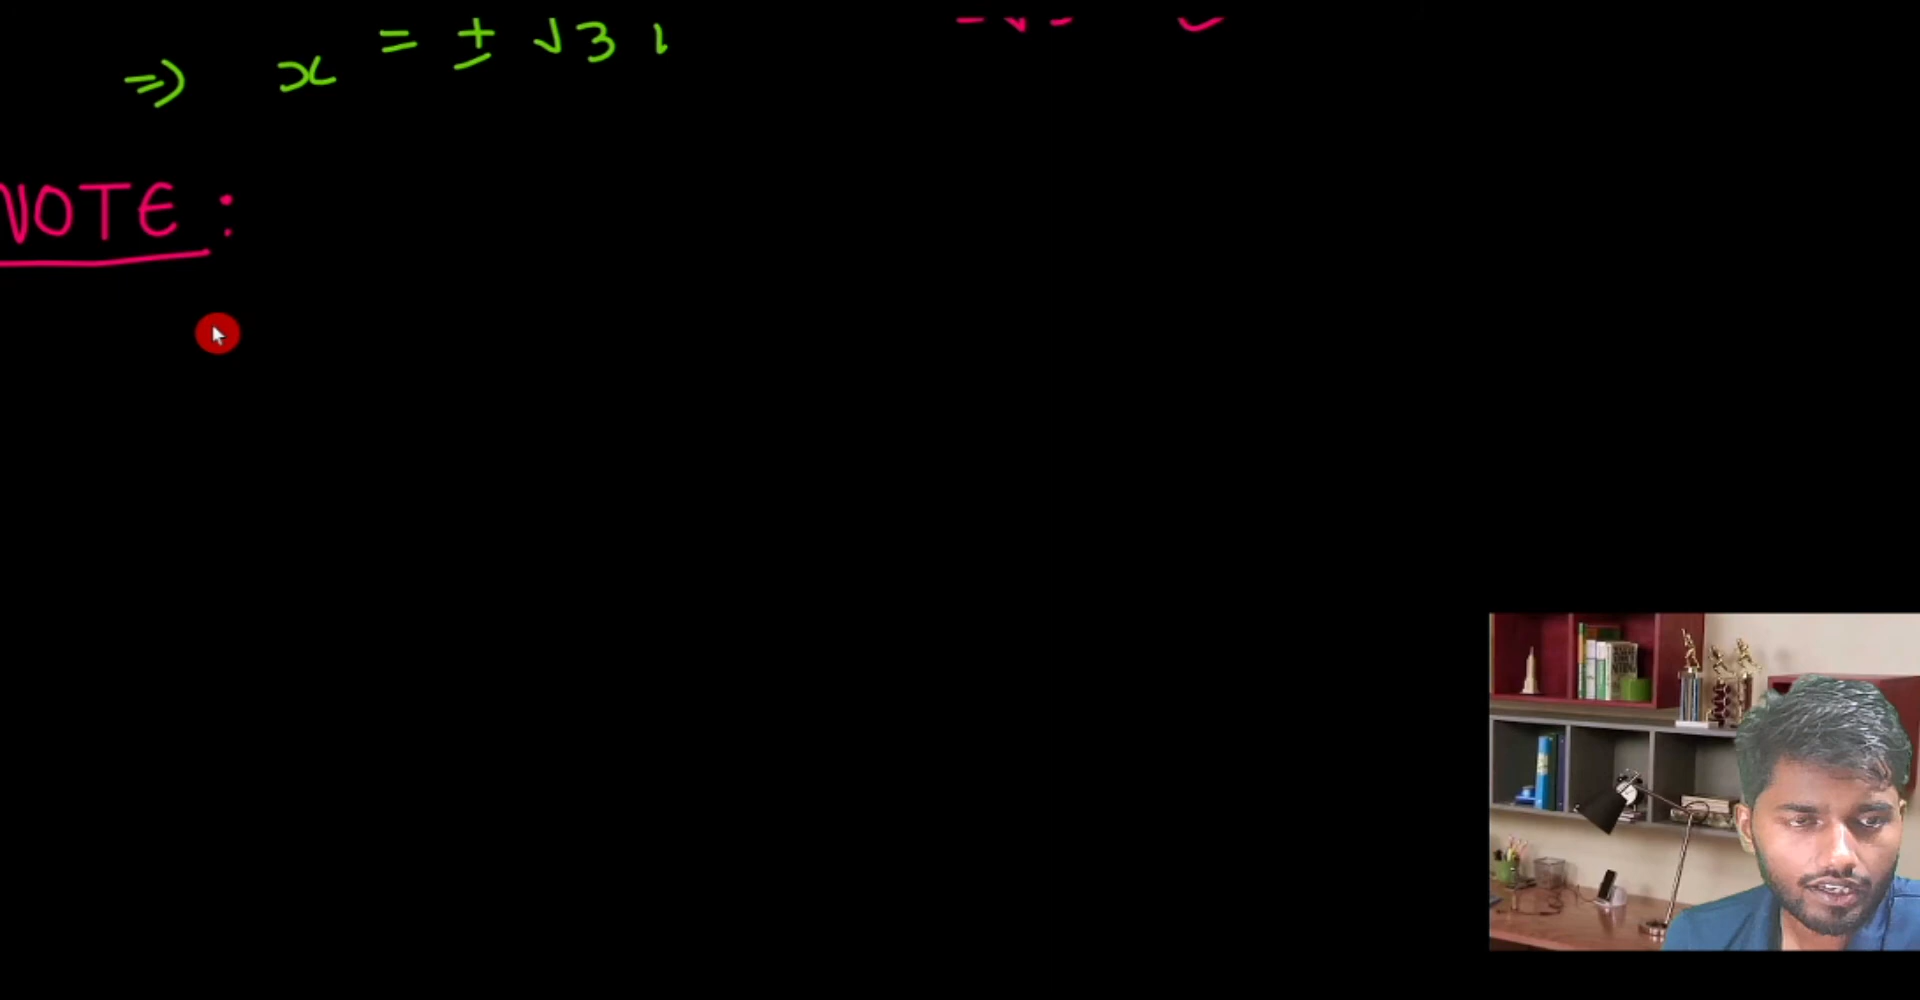 ⇒ x = ± √3 i
NOTE :